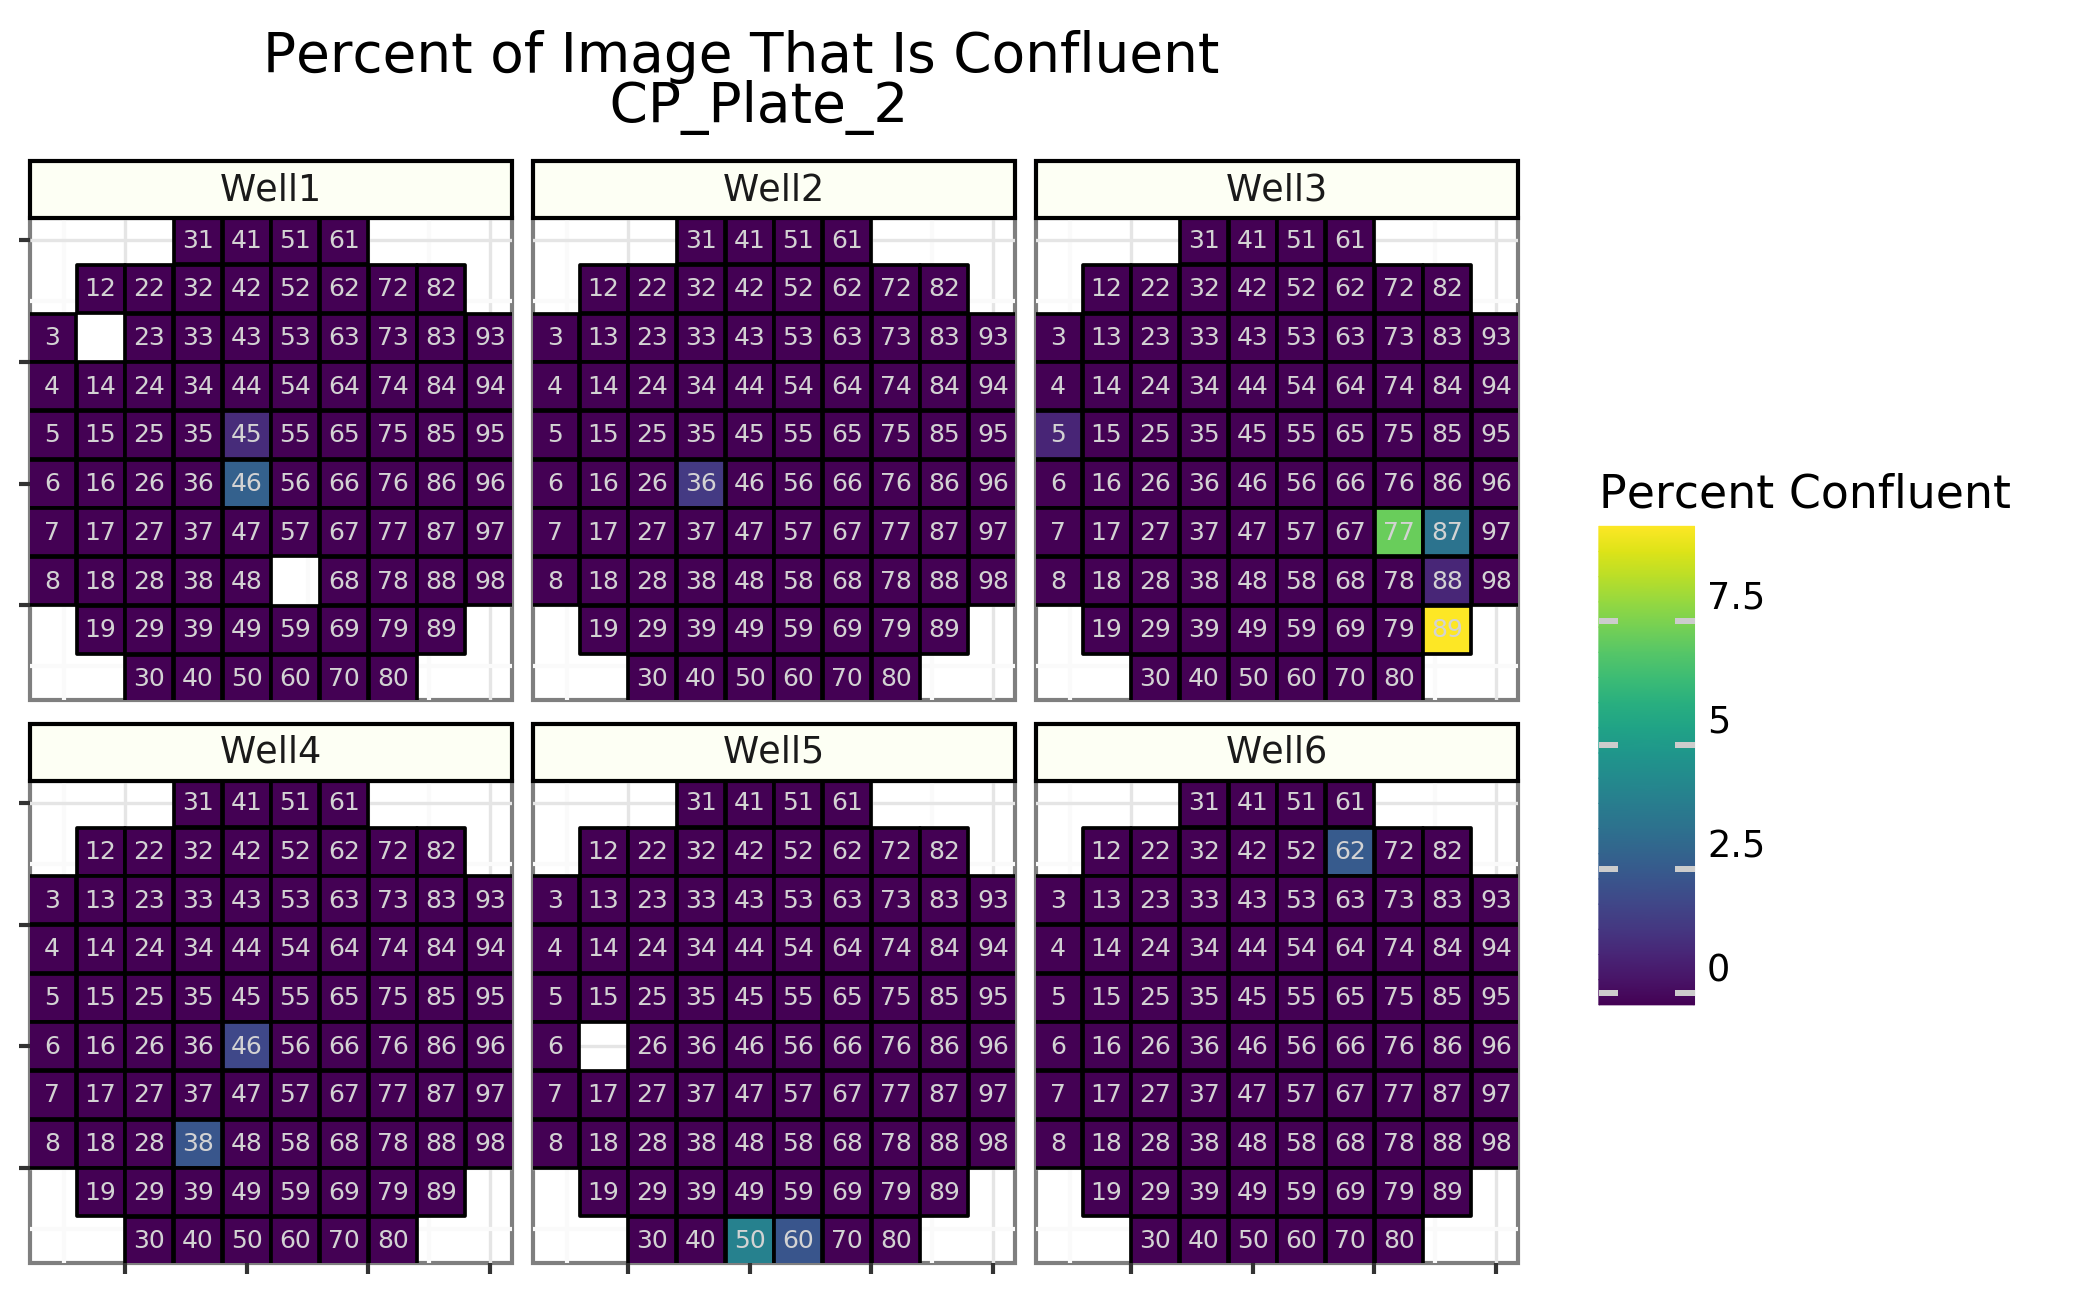 Percent of Image That Is Confluent
CP_Plate_2
Well1 Well2 Well3
31 41 51 61 31 41 51 61 31 41 51 61
12 22 32 42 52 62 72 82 12 22 32 42 52 62 72 82 12 22 32 42 52 62 72 82
3 23 33 43 53 63 73 83 93 3 13 23 33 43 53 63 73 83 93 3 13 23 33 43 53 63 73 83 93
4 14 24 34 44 54 64 74 84 94 4 14 24 34 44 54 64 74 84 94 4 14 24 34 44 54 64 74 84 94
5 15 25 35 45 55 65 75 85 95 5 15 25 35 45 55 65 75 85 95 5 15 25 35 45 55 65 75 85 95
6 16 26 36 46 56 66 76 86 96 6 16 26 36 46 56 66 76 86 96 6 16 26 36 46 56 66 76 86 96
7 17 27 37 47 57 67 77 87 97 7 17 27 37 47 57 67 77 87 97 7 17 27 37 47 57 67 77 87 97
8 18 28 38 48 68 78 88 98 8 18 28 38 48 58 68 78 88 98 8 18 28 38 48 58 68 78 88 98
19 29 39 49 59 69 79 89 19 29 39 49 59 69 79 89 19 29 39 49 59 69 79 89
30 40 50 60 70 80 30 40 50 60 70 80 30 40 50 60 70 80
Well4 Well5 Well6
31 41 51 61 31 41 51 61 31 41 51 61
12 22 32 42 52 62 72 82 12 22 32 42 52 62 72 82 12 22 32 42 52 62 72 82
3 13 23 33 43 53 63 73 83 93 3 13 23 33 43 53 63 73 83 93 3 13 23 33 43 53 63 73 83 93
4 14 24 34 44 54 64 74 84 94 4 14 24 34 44 54 64 74 84 94 4 14 24 34 44 54 64 74 84 94
5 15 25 35 45 55 65 75 85 95 5 15 25 35 45 55 65 75 85 95 5 15 25 35 45 55 65 75 85 95
6 16 26 36 46 56 66 76 86 96 6 26 36 46 56 66 76 86 96 6 16 26 36 46 56 66 76 86 96
7 17 27 37 47 57 67 77 87 97 7 17 27 37 47 57 67 77 87 97 7 17 27 37 47 57 67 77 87 97
8 18 28 38 48 58 68 78 88 98 8 18 28 38 48 58 68 78 88 98 8 18 28 38 48 58 68 78 88 98
19 29 39 49 59 69 79 89 19 29 39 49 59 69 79 89 19 29 39 49 59 69 79 89
30 40 50 60 70 80 30 40 50 60 70 80 30 40 50 60 70 80
Percent Confluent
7.5
5
2.5
0